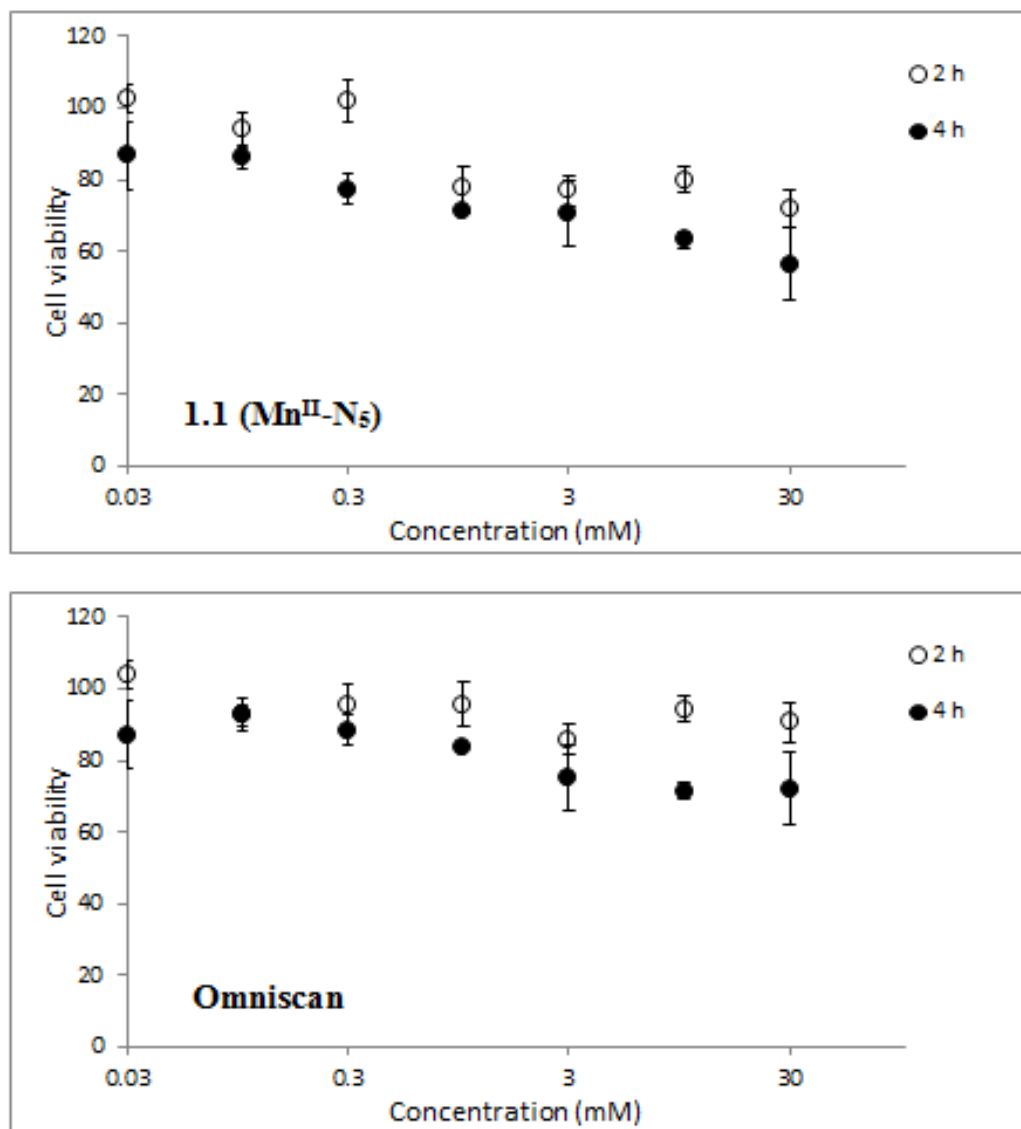 120
100
80
60
40
20
0
Cell viability
2 h
4 h
1.1 (Mnᴵᴵ-N₅)
0.03 0.3 3 30
Concentration (mM)
120
100
80
60
40
20
0
Cell viability
2 h
4 h
Omniscan
0.03 0.3 3 30
Concentration (mM)